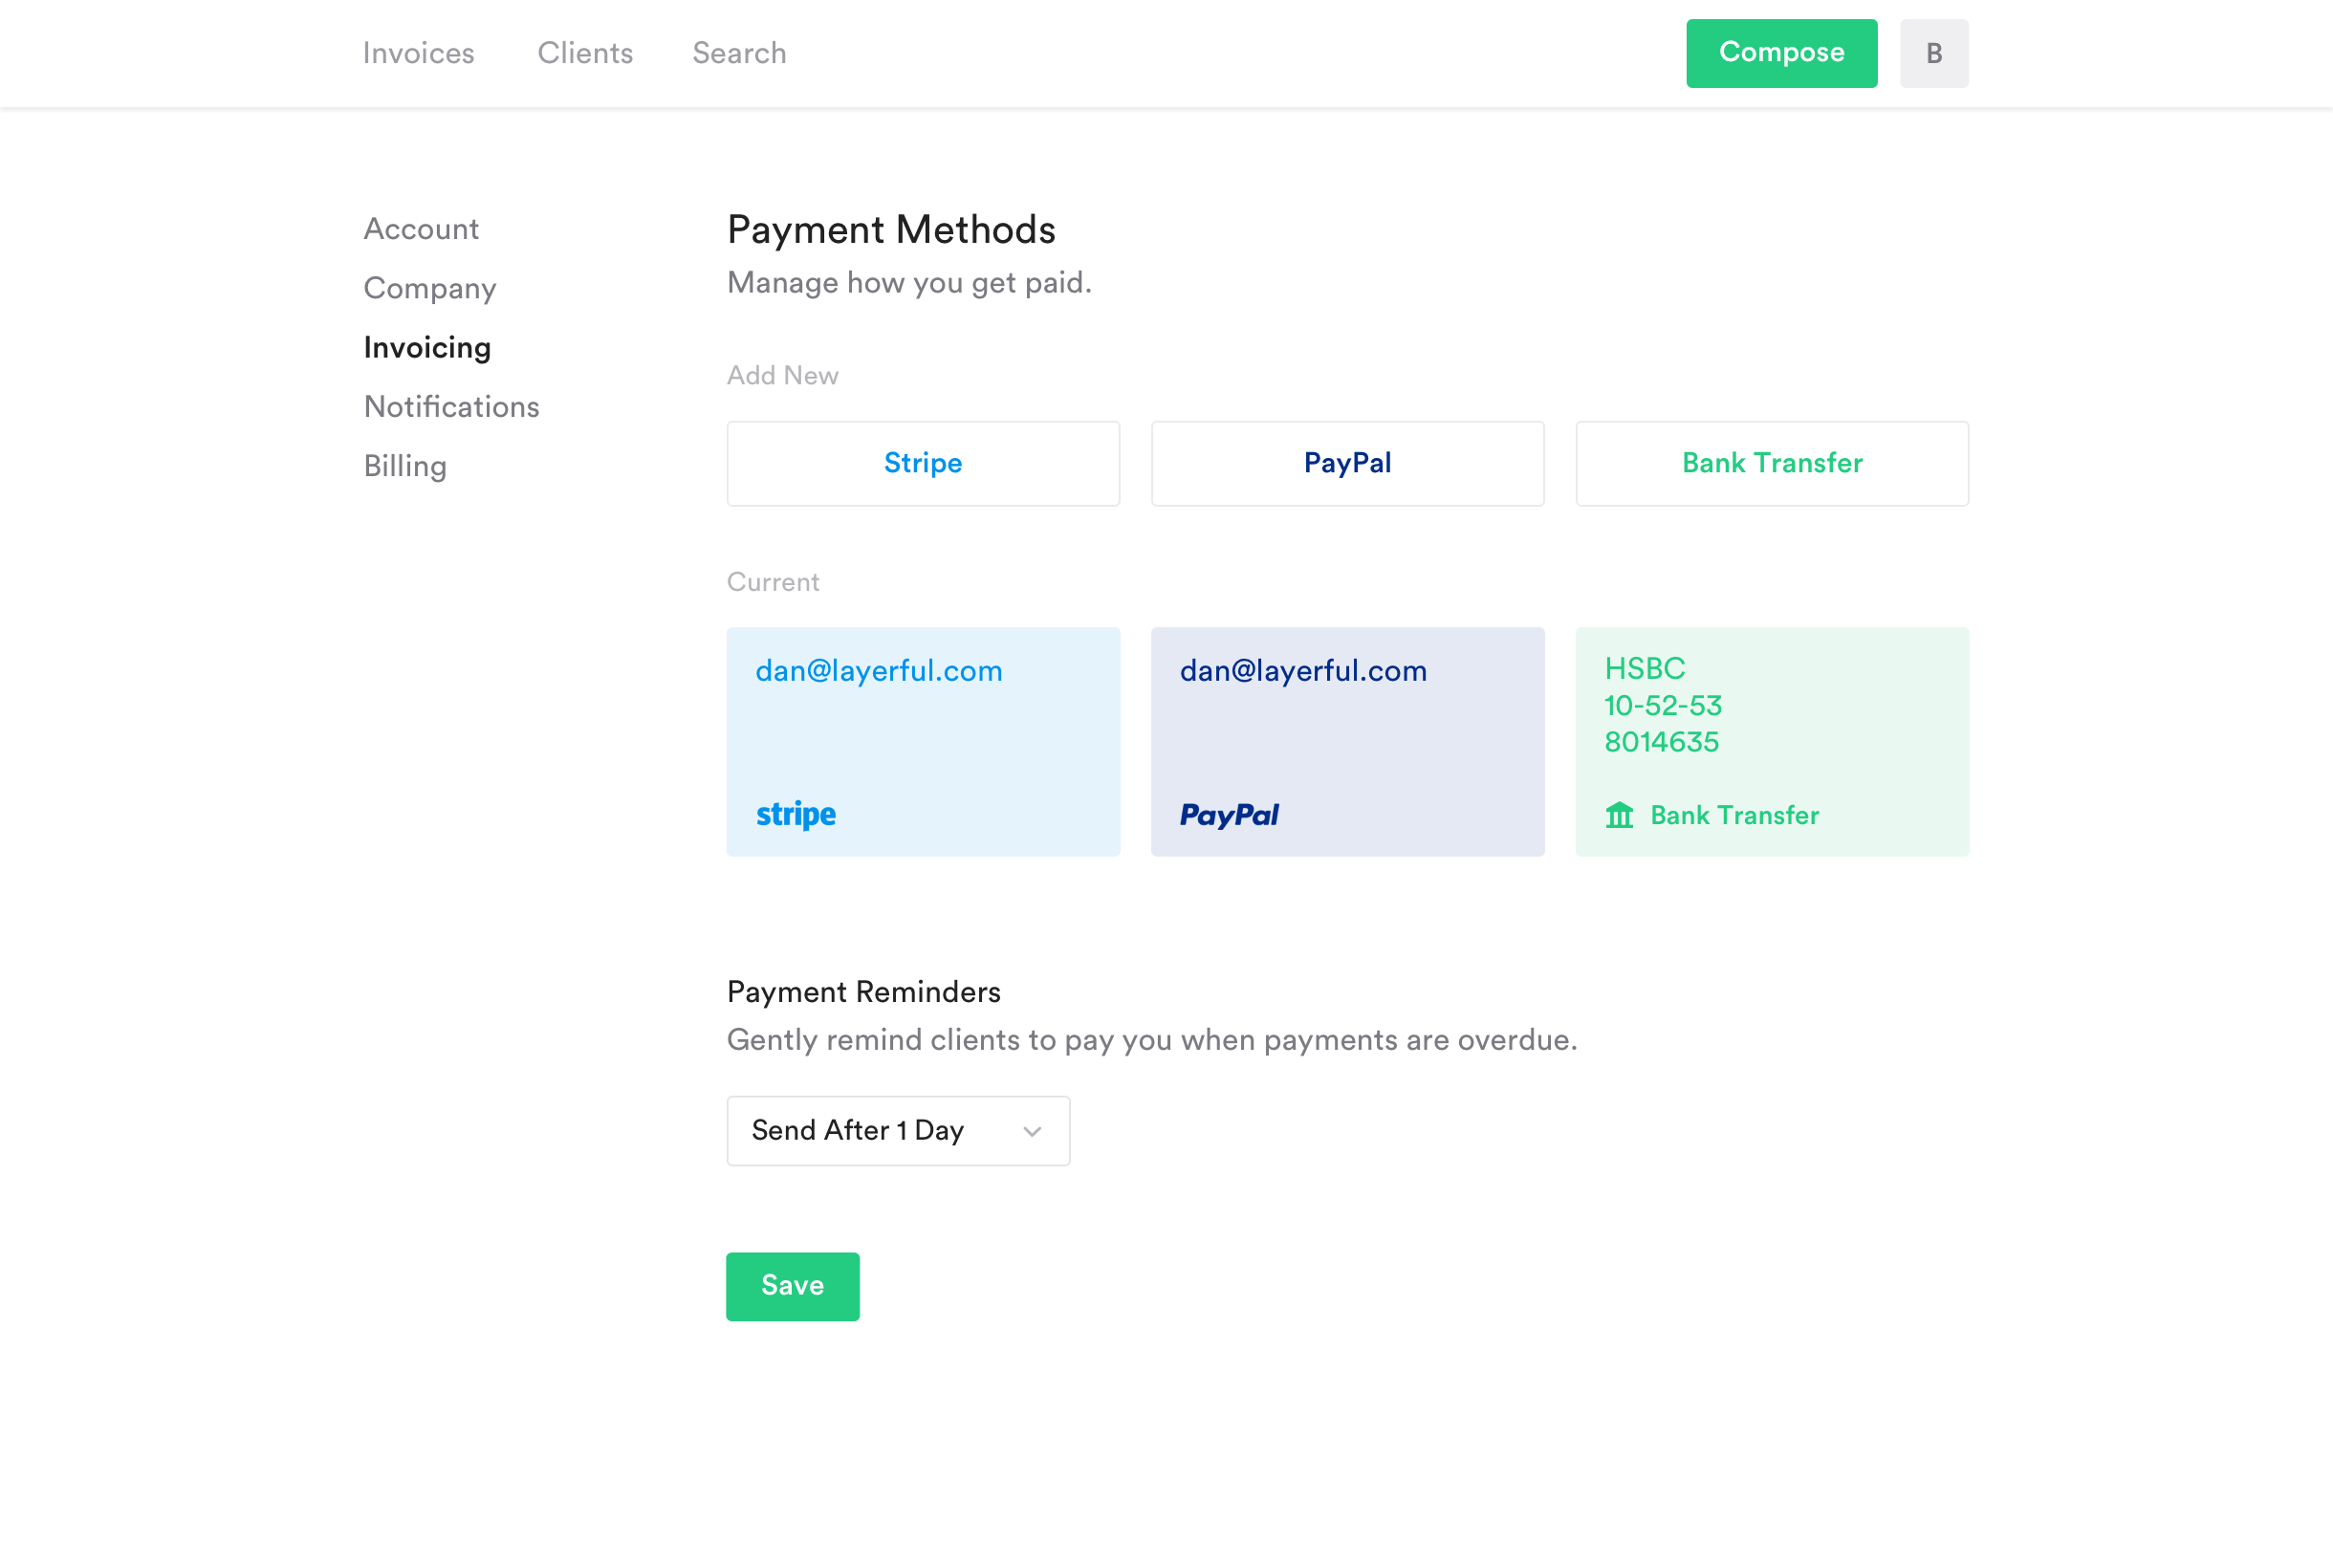 Invoices Clients Search Compose B
Account
Company
Invoicing
Notifications
Billing
Payment Methods
Manage how you get paid.
Add New
Stripe PayPal Bank Transfer
Current
dan@layerful.com
stripe
dan@layerful.com
PayPal
HSBC
10-52-53
8014635
Bank Transfer
Payment Reminders
Gently remind clients to pay you when payments are overdue.
Send After 1 Day
Save